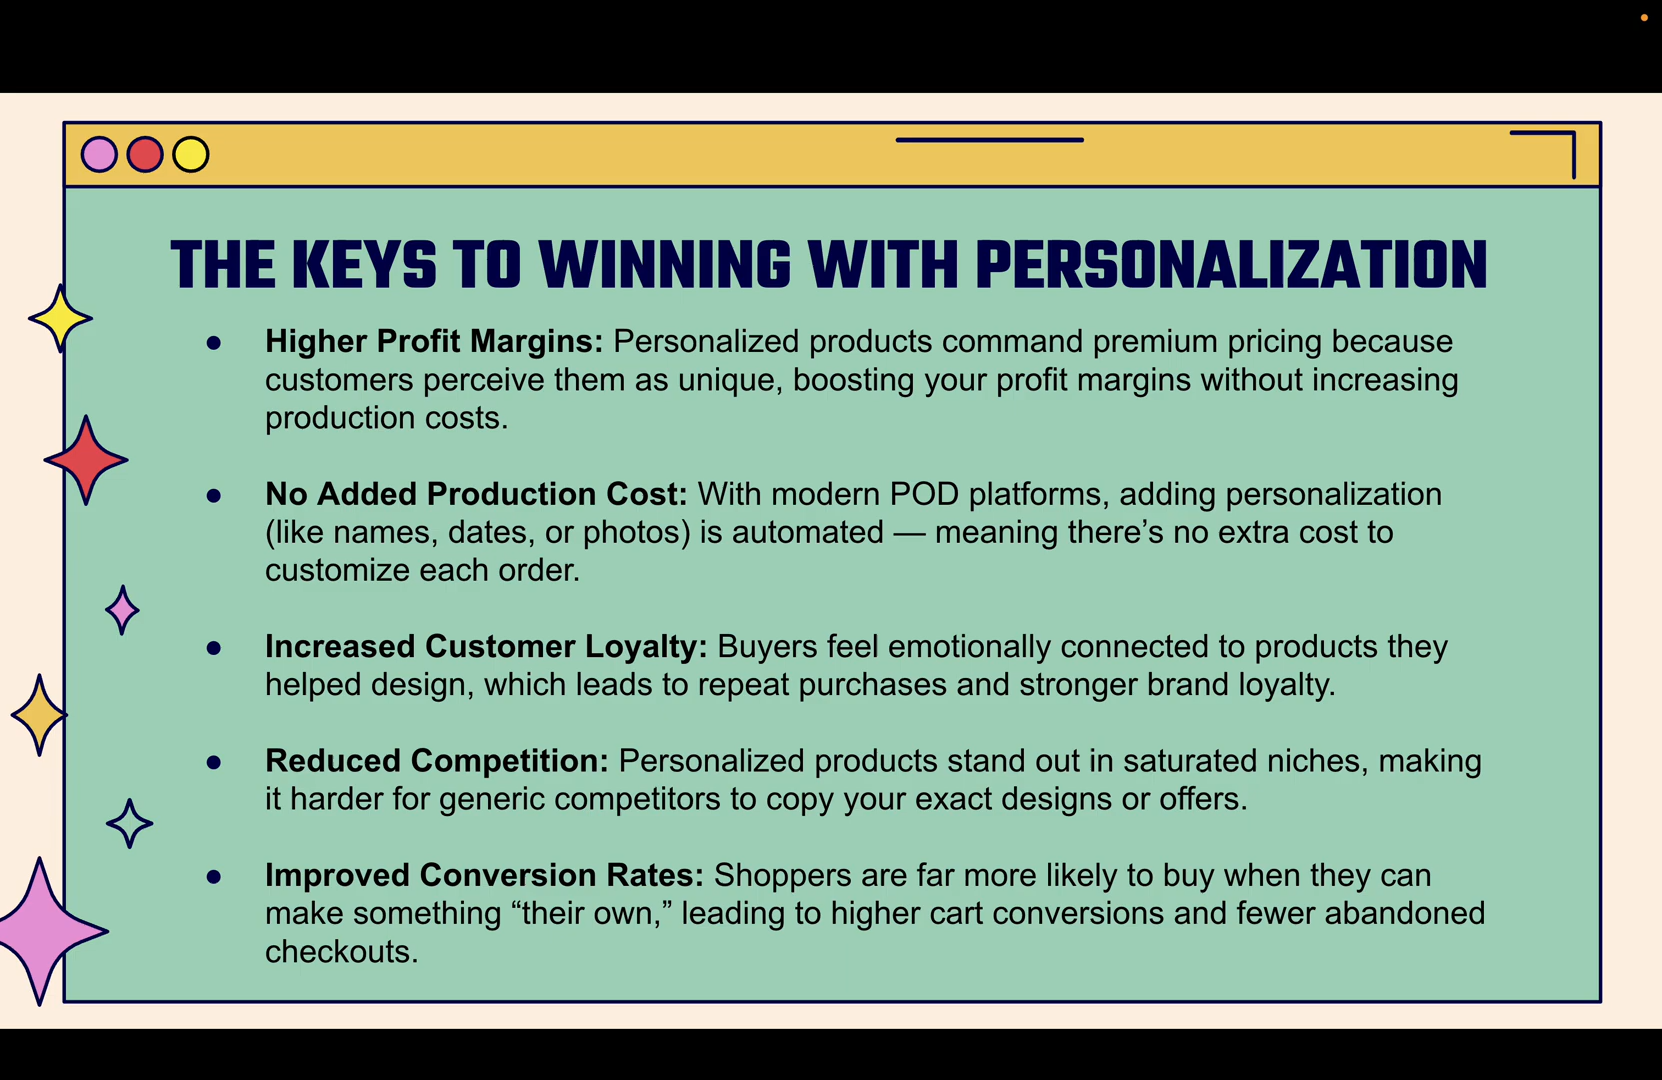 THE KEYS TO WINNING WITH PERSONALIZATION
● Higher Profit Margins: Personalized products command premium pricing because
customers perceive them as unique, boosting your profit margins without increasing
production costs.
● No Added Production Cost: With modern POD platforms, adding personalization
(like names, dates, or photos) is automated — meaning there’s no extra cost to
customize each order.
● Increased Customer Loyalty: Buyers feel emotionally connected to products they
helped design, which leads to repeat purchases and stronger brand loyalty.
● Reduced Competition: Personalized products stand out in saturated niches, making
it harder for generic competitors to copy your exact designs or offers.
● Improved Conversion Rates: Shoppers are far more likely to buy when they can
make something “their own,” leading to higher cart conversions and fewer abandoned
checkouts.